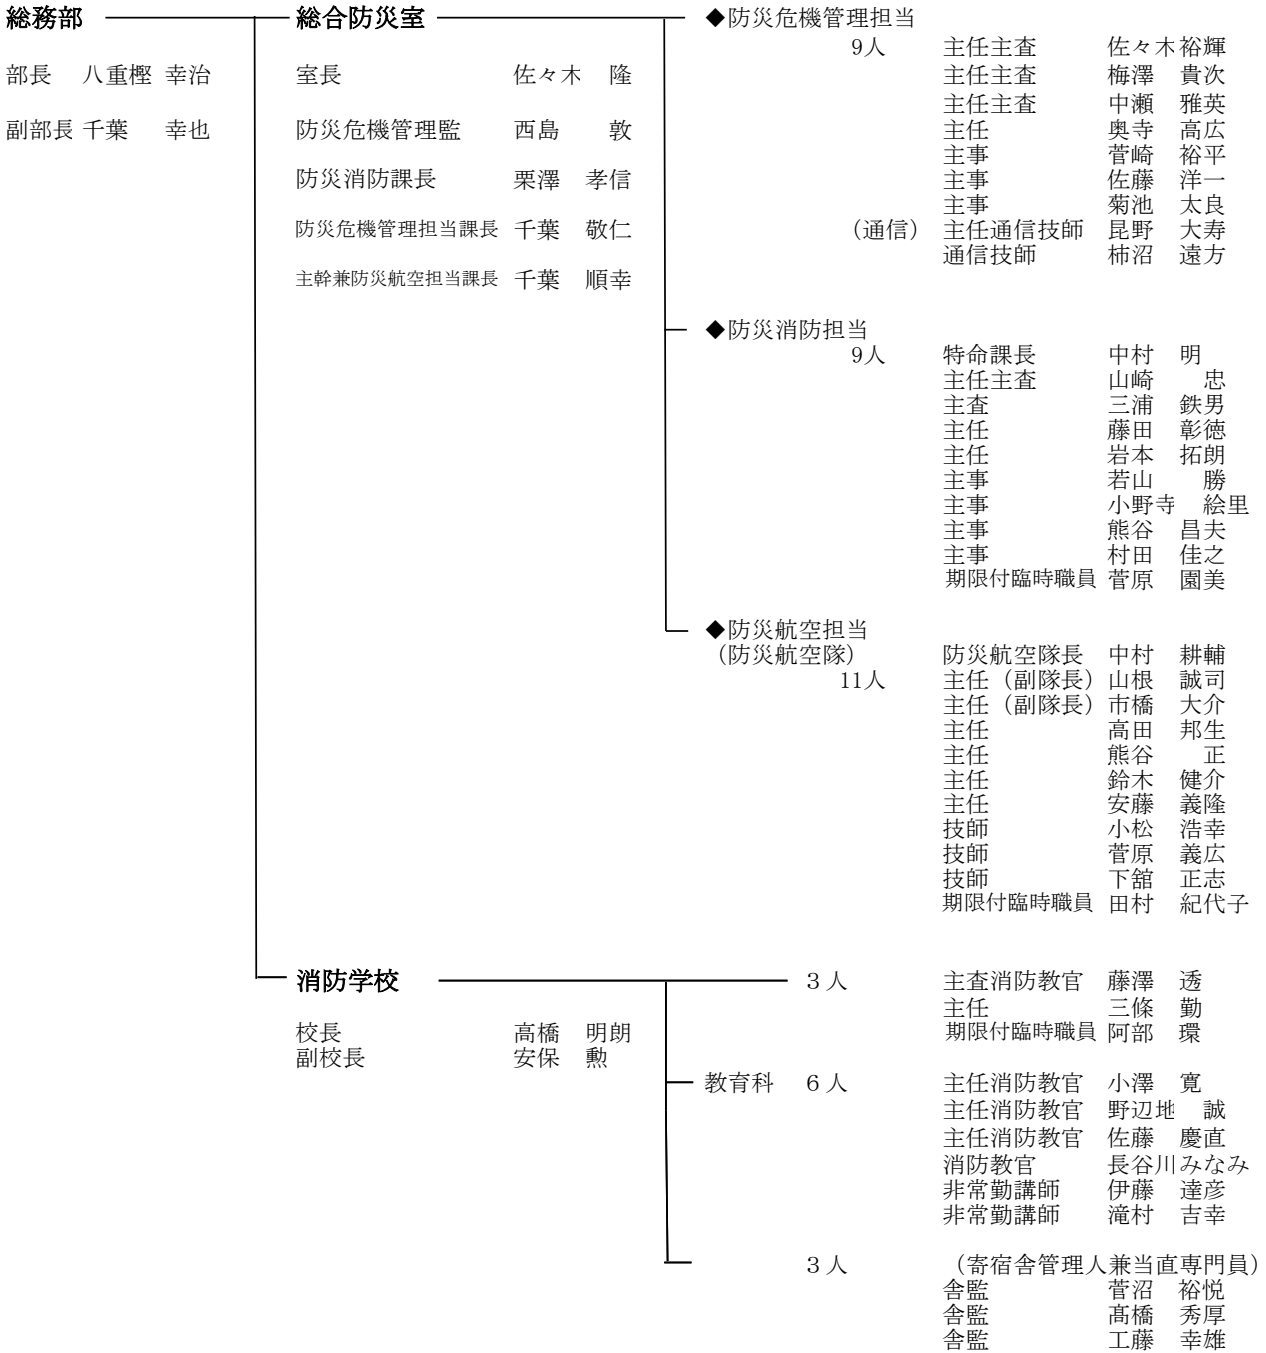 総務部 総合防災室 ◆防災危機管理担当
9人 主任主査 佐々木裕輝
部長 八重樫 幸治 室長 佐々木 隆 主任主査 梅澤 貴次
主任主査 中瀬 雅英
副部長 千葉 幸也 防災危機管理監 西島 敦 主任 奥寺 高広
主事 菅崎 裕平
防災消防課長 栗澤 孝信 主事 佐藤 洋一
主事 菊池 太良
防災危機管理担当課長 千葉 敬仁 （通信） 主任通信技師 昆野 大寿
通信技師 柿沼 遠方
主幹兼防災航空担当課長 千葉 順幸
◆防災消防担当
9人 特命課長 中村 明
主任主査 山崎 忠
主査 三浦 鉄男
主任 藤田 彰徳
主任 岩本 拓朗
主事 若山 勝
主事 小野寺 絵里
主事 熊谷 昌夫
主事 村田 佳之
期限付臨時職員 菅原 園美
◆防災航空担当
（防災航空隊） 防災航空隊長 中村 耕輔
11人 主任（副隊長） 山根 誠司
主任（副隊長） 市橋 大介
主任 高田 邦生
主任 熊谷 正
主任 鈴木 健介
主任 安藤 義隆
技師 小松 浩幸
技師 菅原 義広
技師 下舘 正志
期限付臨時職員 田村 紀代子
消防学校 3人 主査消防教官 藤澤 透
主任 三條 勤
校長 高橋 明朗 期限付臨時職員 阿部 環
副校長 安保 勲
教育科 6人 主任消防教官 小澤 寛
主任消防教官 野辺地 誠
主任消防教官 佐藤 慶直
消防教官 長谷川みなみ
非常勤講師 伊藤 達彦
非常勤講師 滝村 吉幸
3人 （寄宿舎管理人兼当直専門員）
舎監 菅沼 裕悦
舎監 髙橋 秀厚
舎監 工藤 幸雄